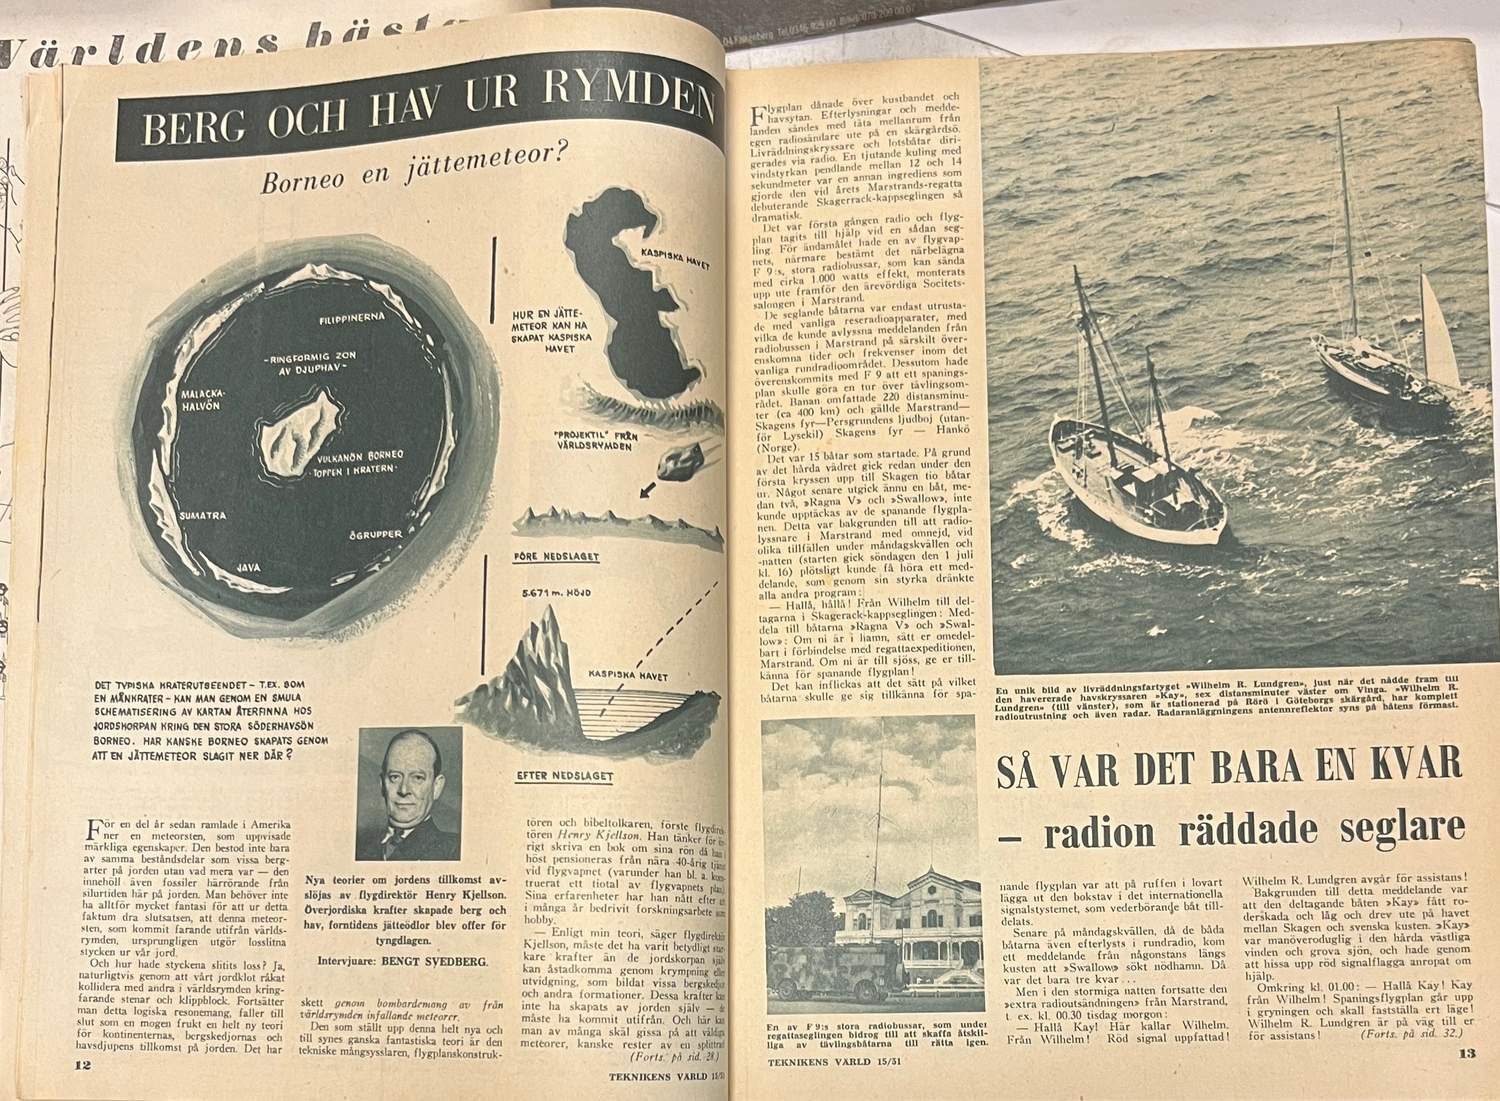 Världens bästa
BERG OCH HAV UR RYMDEN
Borneo en jättemeteor?
FILIPPINERNA
-RINGFORMIG ZON
AV DJUPHAV-
MALACKA-
HALVÖN
VULKANÖN BORNEO
TOPPEN I KRATERN-
SUMATRA
ÖGRUPPER
JAVA
DET TYPISKA KRATERUTSEENDET - T.EX. SOM
EN MÅNKRATER - KAN MAN GENOM EN SMULA
SCHEMATISERING AV KARTAN ÅTERFINNA HOS
JORDSKORPAN KRING DEN STORA SÖDERHAVSÖN
BORNEO. HAR KANSKE BORNEO SKAPATS GENOM
ATT EN JÄTTEMETEOR SLAGIT NER DÄR?
KASPISKA HAVET
HUR EN JÄTTE-
METEOR KAN HA
SKAPAT KASPISKA
HAVET
"PROJEKTIL" FRÅN
VÄRLDSRYMDEN
FÖRE NEDSLAGET
5.671 m. HÖJD
KASPISKA HAVET
EFTER NEDSLAGET
För en del år sedan ramlade i Amerika
ner en meteorsten, som uppvisade
märkliga egenskaper. Den bestod inte bara
av samma beståndsdelar som vissa berg-
arter på jorden utan vad mera var — den
innehöll även fossiler härrörande från
silurtiden här på jorden. Man behöver inte
ha alltför mycket fantasi för att ur detta
faktum dra slutsatsen, att denna meteor-
sten, som kommit farande utifrån världs-
rymden, ursprungligen utgör losslitna
stycken ur vår jord.
Och hur hade styckena slitits loss? Ja,
naturligtvis genom att vårt jordklot råkat
kollidera med andra i världsrymden kring-
farande stenar och klippblock. Fortsätter
man detta logiska resonemang, faller till
slut som en mogen frukt en helt ny teori
för kontinenternas, bergskedjornas och
havsdjupens tillkomst på jorden. Det har
Nya teorier om jordens tillkomst av-
slöjas av flygdirektör Henry Kjellson.
Överjordiska krafter skapade berg och
hav, forntidens jätteödlor blev offer för
tyngdlagen.
Intervjuare: BENGT SVEDBERG.
skett genom bombardemang av från
världsrymden infallande meteorer.
Den som ställt upp denna helt nya och
till synes ganska fantastiska teori är den
tekniske mångsysslaren, flygplanskonstruk-
tören och bibeltolkaren, förste flygdirek-
tören Henry Kjellson. Han tänker för öv-
rigt skriva en bok om sina rön då han i
höst pensioneras från nära 40-årig tjänst
vid flygvapnet (varunder han bl. a. kon-
struerat ett tiotal av flygvapnets plan).
Sina erfarenheter har han nått efter att
i många år bedrivit forskningsarbete som
hobby.
— Enligt min teori, säger flygdirektör
Kjellson, måste det ha varit betydligt star-
kare krafter än de jordskorpan själv
kan åstadkomma genom krympning eller
utvidgning, som bildat vissa bergskedjor
och andra formationer. Dessa krafter kan
inte ha skapats av jorden själv — de
måste ha kommit utifrån. Och här kan
man av många skäl gissa på att väldiga
meteorer, kanske rester av en splittrad
(Forts. på sid. 28.)
12
TEKNIKENS VÄRLD 15/51
Flygplan dånade över kustbandet och
havsytan. Efterlysningar och medde-
landen sändes med täta mellanrum från
egen radiosändare ute på en skärgårdsö.
Livräddningskryssare och lotsbåtar diri-
gerades via radio. En tjutande kuling med
vindstyrkan pendlande mellan 12 och 14
sekundmeter var en annan ingrediens som
gjorde den vid årets Marstrands-regatta
debuterande Skagerrack-kappseglingen så
dramatisk.
Det var första gången radio och flyg-
plan tagits till hjälp vid en sådan seg-
ling. För ändamålet hade en av flygvap-
nets, närmare bestämt det närbelägna
F 9:s, stora radiobussar, som kan sända
med cirka 1.000 watts effekt, monterats
upp ute framför den ärevördiga Socitets-
salongen i Marstrand.
De seglande båtarna var endast utrusta-
de med vanliga reseradioapparater, med
vilka de kunde avlyssna meddelanden från
radiobussen i Marstrand på särskilt över-
enskomna tider och frekvenser inom det
vanliga rundradioområdet. Dessutom hade
överenskommits med F 9 att ett spanings-
plan skulle göra en tur över tävlingsom-
rådet. Banan omfattade 220 distansminu-
ter (ca 400 km) och gällde Marstrand—
Skagens fyr—Persgrundens ljudboj (utan-
för Lysekil) Skagens fyr — Hankö
(Norge).
Det var 15 båtar som startade. På grund
av det hårda vädret gick redan under den
första kryssen upp till Skagen tio båtar
ur. Något senare utgick ännu en båt, me-
dan två, »Ragna V» och »Swallow», inte
kunde upptäckas av de spanande flygpla-
nen. Detta var bakgrunden till att radio-
lyssnare i Marstrand med omnejd, vid
olika tillfällen under måndagskvällen och
-natten (starten gick söndagen den 1 juli
kl. 16) plötsligt kunde få höra ett med-
delande, som genom sin styrka dränkte
alla andra program:
— Hallå, hållå! Från Wilhelm till del-
tagarna i Skagerack-kappseglingen: Med-
dela till båtarna »Ragna V» och »Swal-
low»: Om ni är i hamn, sätt er omedel-
bart i förbindelse med regattaexpeditionen,
Marstrand. Om ni är till sjöss, ge er till-
känna för spanande flygplan!
Det kan inflickas att det sätt på vilket
båtarna skulle ge sig tillkänna för spa-
En av F 9:s stora radiobussar, som under
regattaseglingen bidrog till att skaffa åtskil-
liga av tävlingsbåtarna till rätta igen.
TEKNIKENS VÄRLD 15/51
En unik bild av livräddningsfartyget »Wilhelm R. Lundgren», just när det nådde fram till
den havererade havskryssaren »Kay», sex distansminuter väster om Vinga. »Wilhelm R.
Lundgren» (till vänster), som är stationerad på Rörö i Göteborgs skärgård, har komplett
radioutrustning och även radar. Radaranläggningens antennreflektor syns på båtens förmast.
SÅ VAR DET BARA EN KVAR
– radion räddade seglare
nande flygplan var att på ruffen i lovart
lägga ut den bokstav i det internationella
signalsystemet, som vederbörande båt till-
delats.
Senare på måndagskvällen, då de båda
båtarna även efterlysts i rundradio, kom
ett meddelande från någonstans längs
kusten att »Swallow» sökt nödhamn. Då
var det bara tre kvar . . .
Men i den stormiga natten fortsatte den
»extra radioutsändningen» från Marstrand,
t. ex. kl. 00.30 tisdag morgon:
— Hallå Kay! Här kallar Wilhelm.
Från Wilhelm! Röd signal uppfattad!
Wilhelm R. Lundgren avgår för assistans!
Bakgrunden till detta meddelande var
att den deltagande båten »Kay» fått ro-
derskada och låg och drev ute på havet
mellan Skagen och svenska kusten. »Kay»
var manöveroduglig i den hårda västliga
vinden och grova sjön, och hade genom
att hissa upp röd signalflagga anropat om
hjälp.
Omkring kl. 01.00: — Hallå Kay! Kay
från Wilhelm! Spaningsflygplan går upp
i gryningen och skall fastställa ert läge!
Wilhelm R. Lundgren är på väg till er
för assistans! (Forts. på sid. 32.)
13